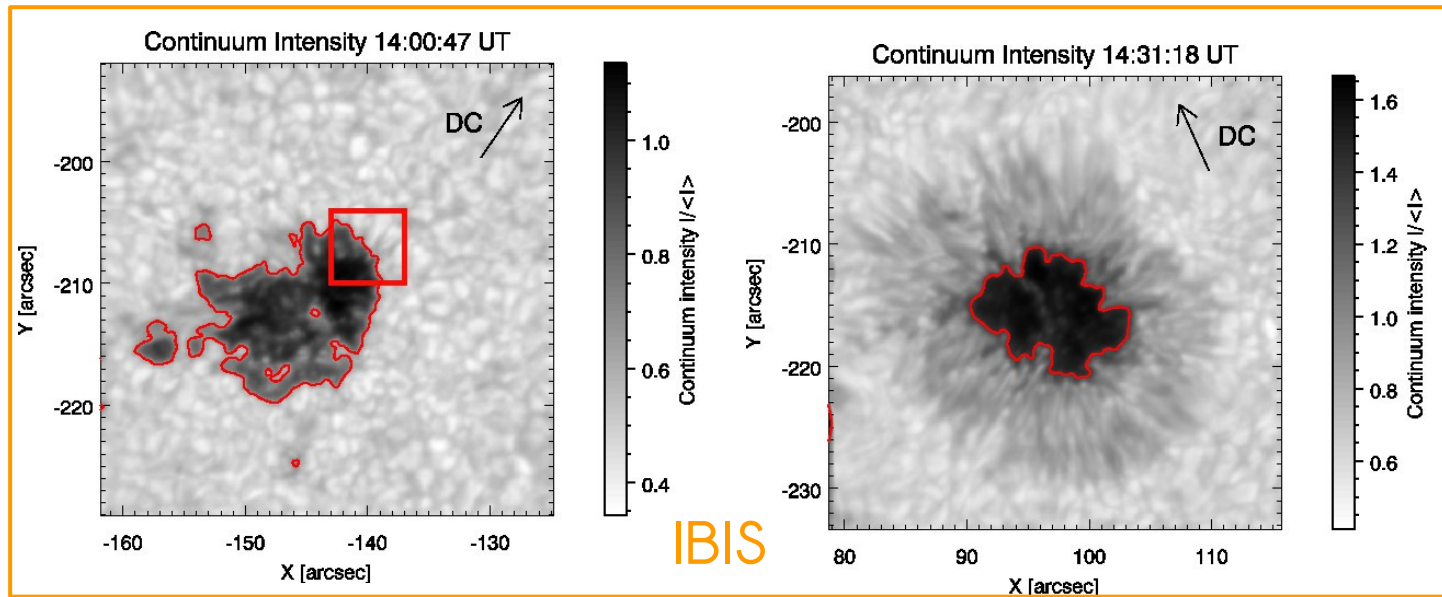 Continuum Intensity 14:00:47 UT
DC
-200
-210
-220
Y [arcsec]
-160
-150
-140
-130
X [arcsec]
1.0
0.8
0.6
0.4
Continuum intensity I/<I>
IBIS
Continuum Intensity 14:31:18 UT
DC
-200
-210
-220
-230
Y [arcsec]
80
90
100
110
X [arcsec]
1.6
1.4
1.2
1.0
0.8
0.6
Continuum intensity I/<I>